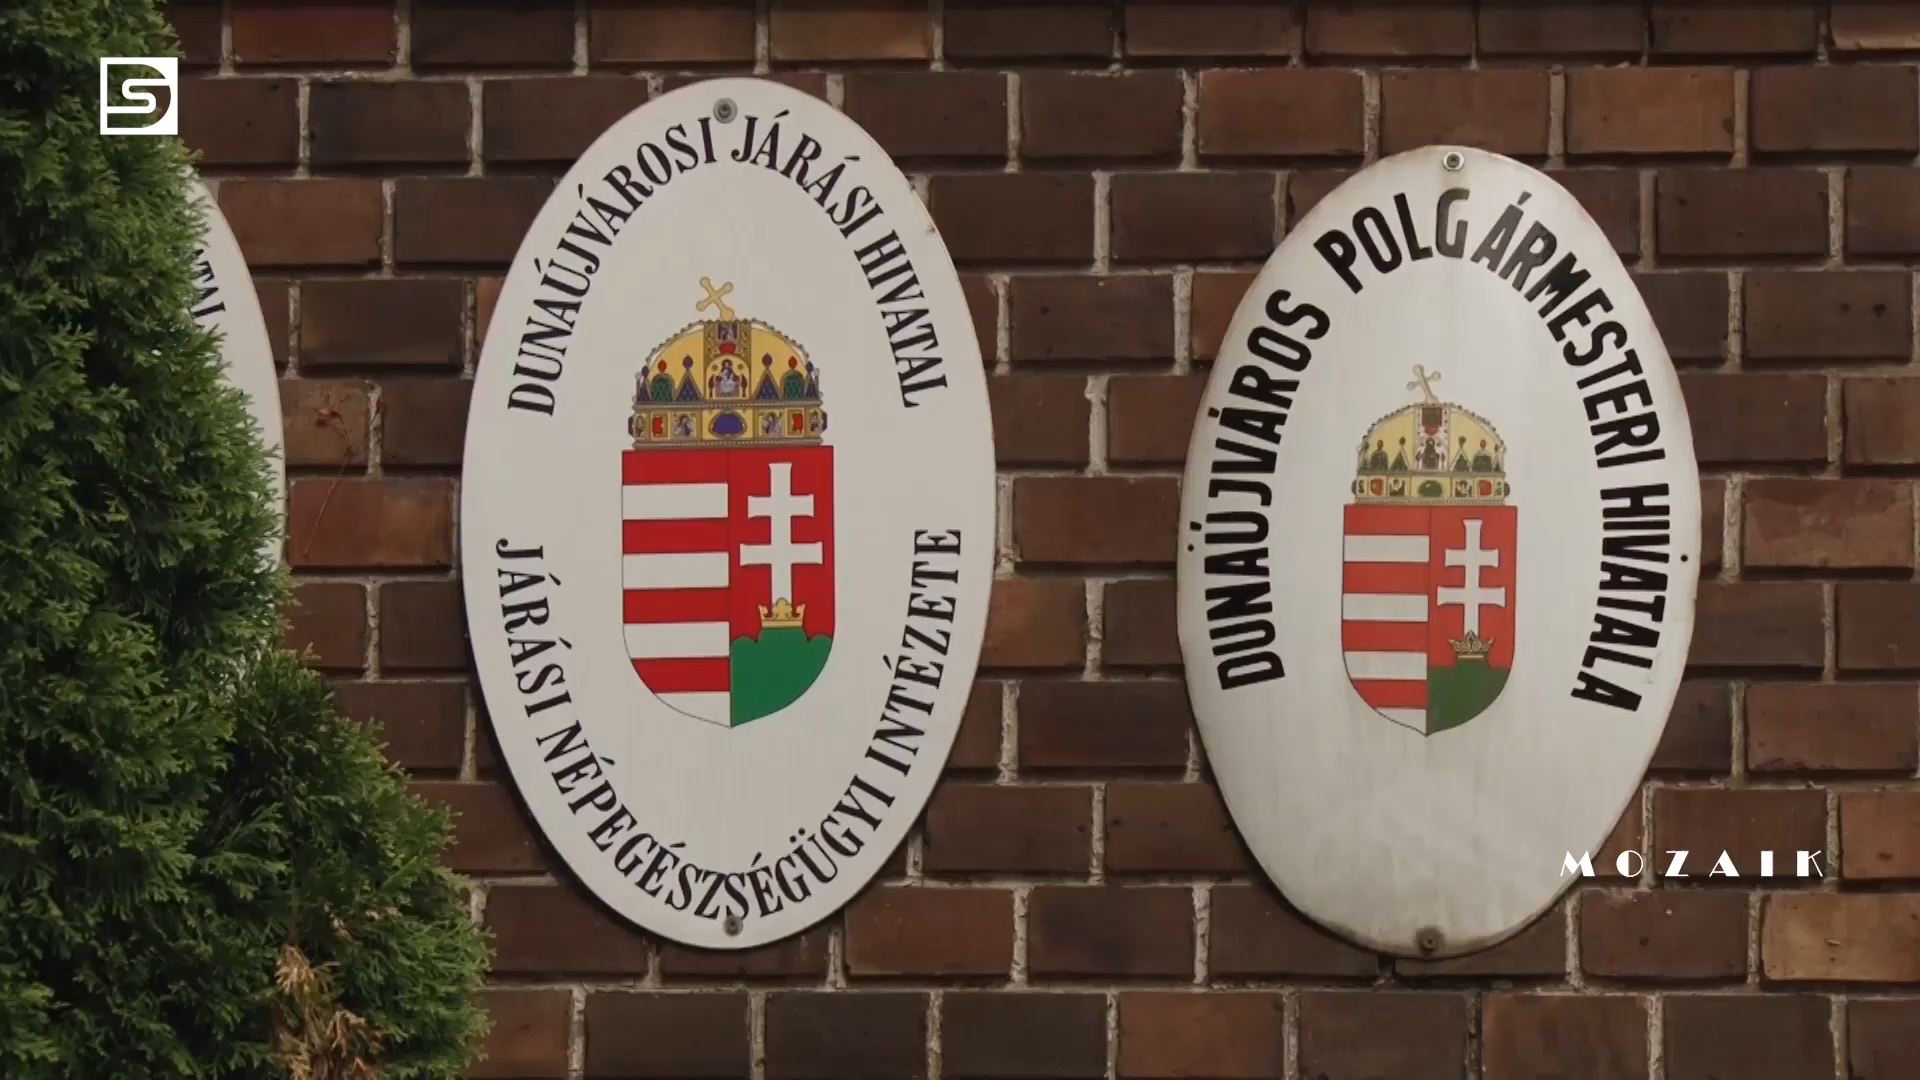 DUNAÚJVÁROSI JÁRÁSI HIVATAL
JÁRÁSI NÉPEGÉSZSÉGÜGYI INTÉZETE
DUNAÚJVÁROS POLGÁRMESTERI HIVATALA
MOZAIK